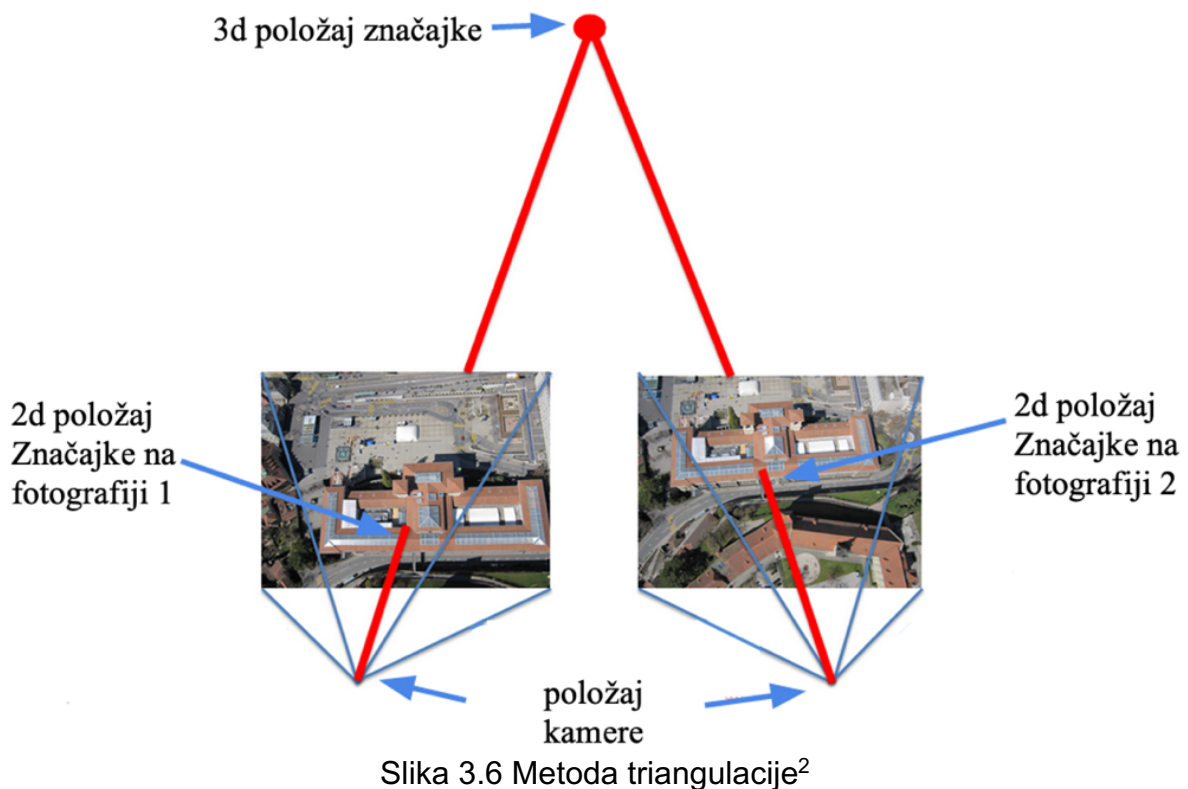 3d položaj značajke
2d položaj
Značajke na
fotografiji 1
2d položaj
Značajke na
fotografiji 2
položaj
kamere
Slika 3.6 Metoda triangulacije²